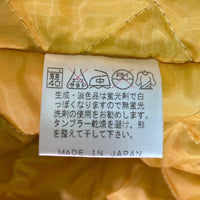 40
生成・淡色品は蛍光剤で白
っぽくなりますので無蛍光
洗剤の使用をお勧めします。
タンブラー乾燥を避け、形
を整えて干して下さい。
MADE IN JAPAN